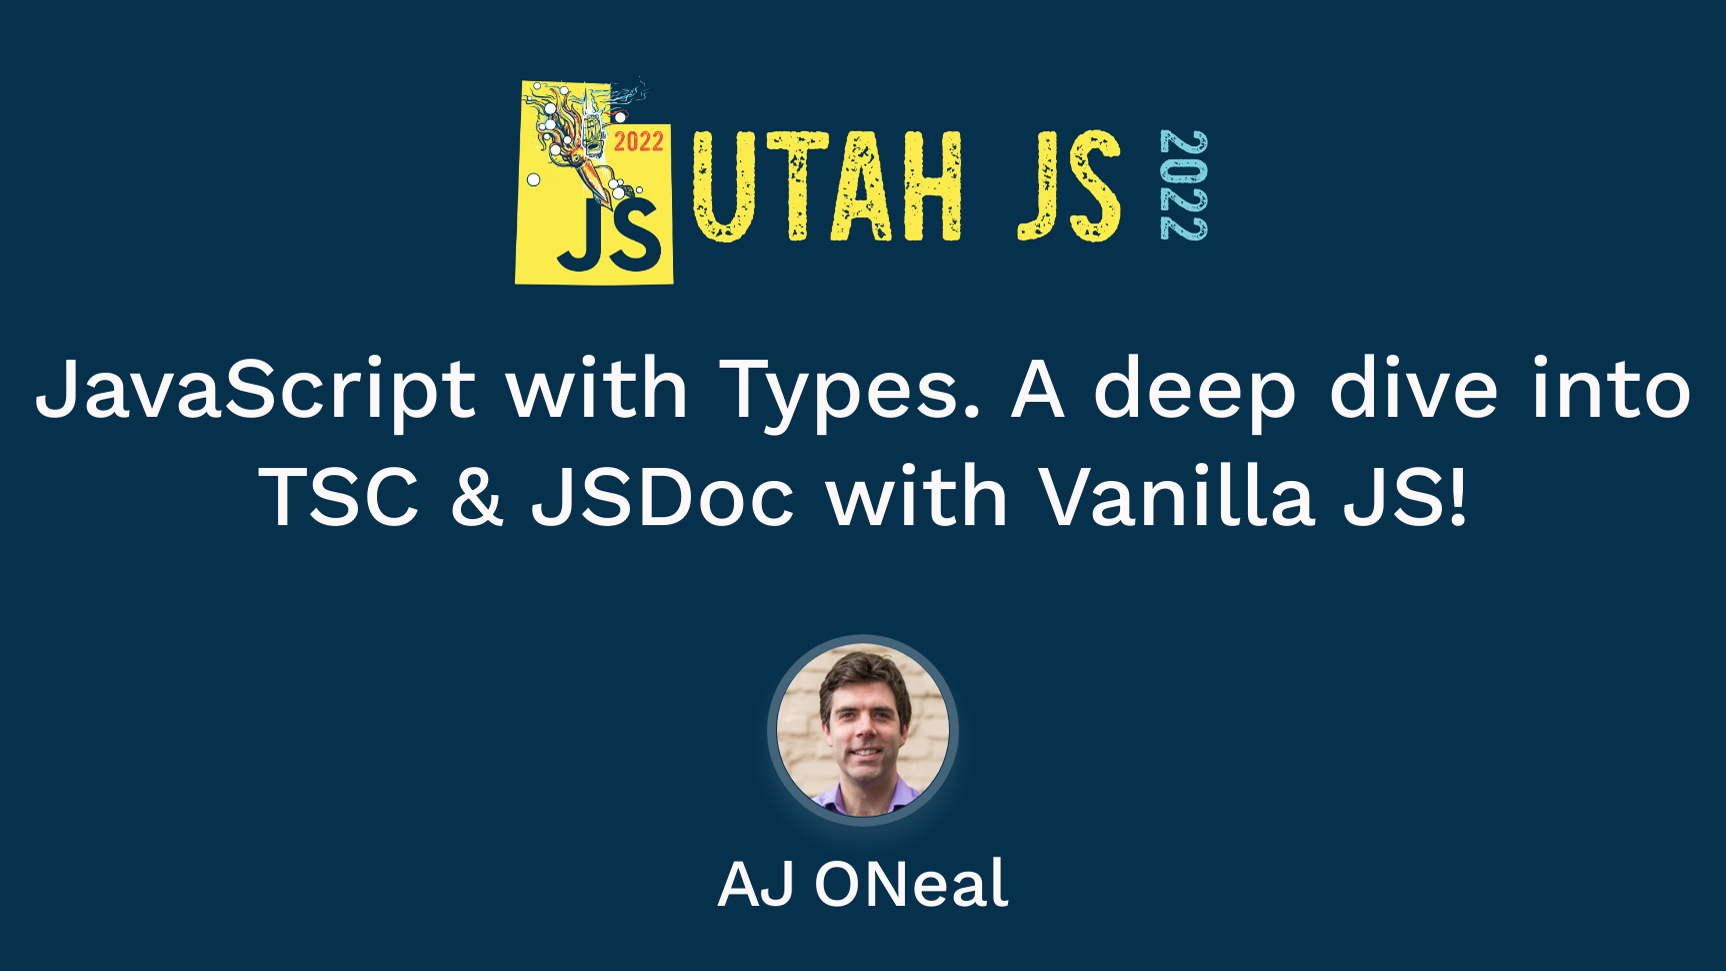 2022
JS
UTAH JS
2022
JavaScript with Types. A deep dive into
TSC & JSDoc with Vanilla JS!
AJ ONeal